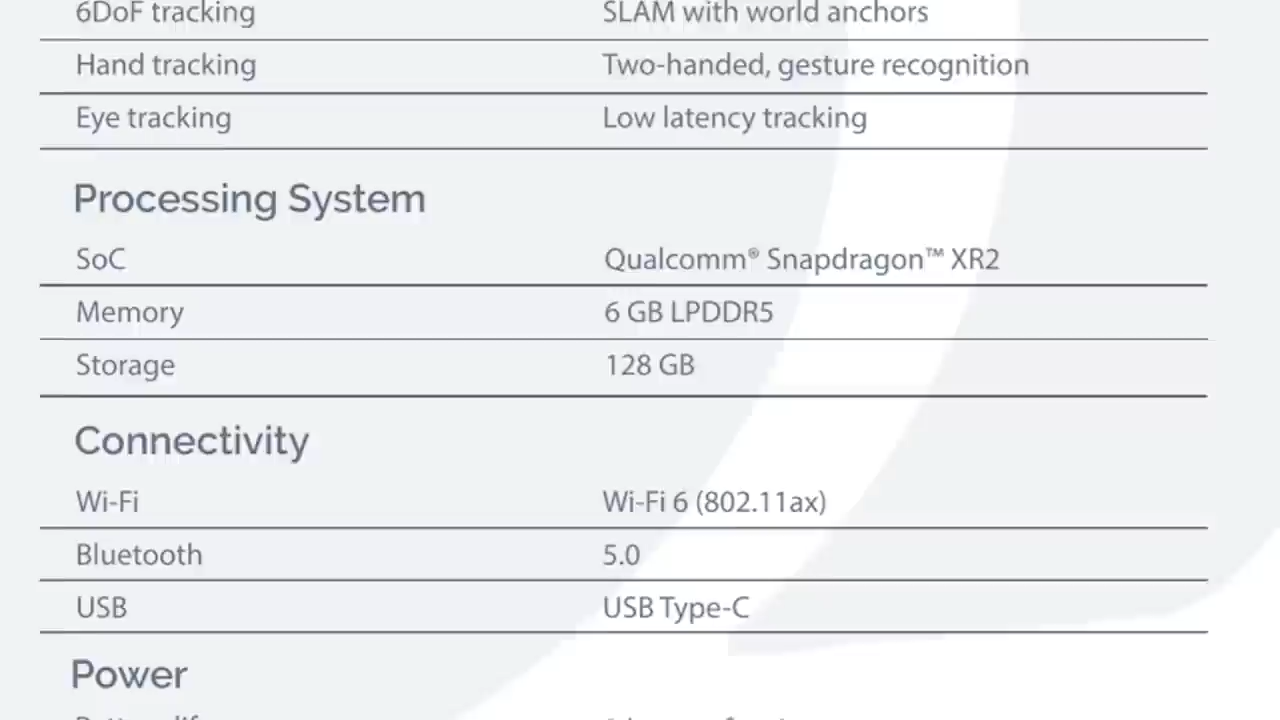 6DoF tracking SLAM with world anchors
Hand tracking Two-handed, gesture recognition
Eye tracking Low latency tracking
Processing System
SoC Qualcomm® Snapdragon™ XR2
Memory 6 GB LPDDR5
Storage 128 GB
Connectivity
Wi-Fi Wi-Fi 6 (802.11ax)
Bluetooth 5.0
USB USB Type-C
Power